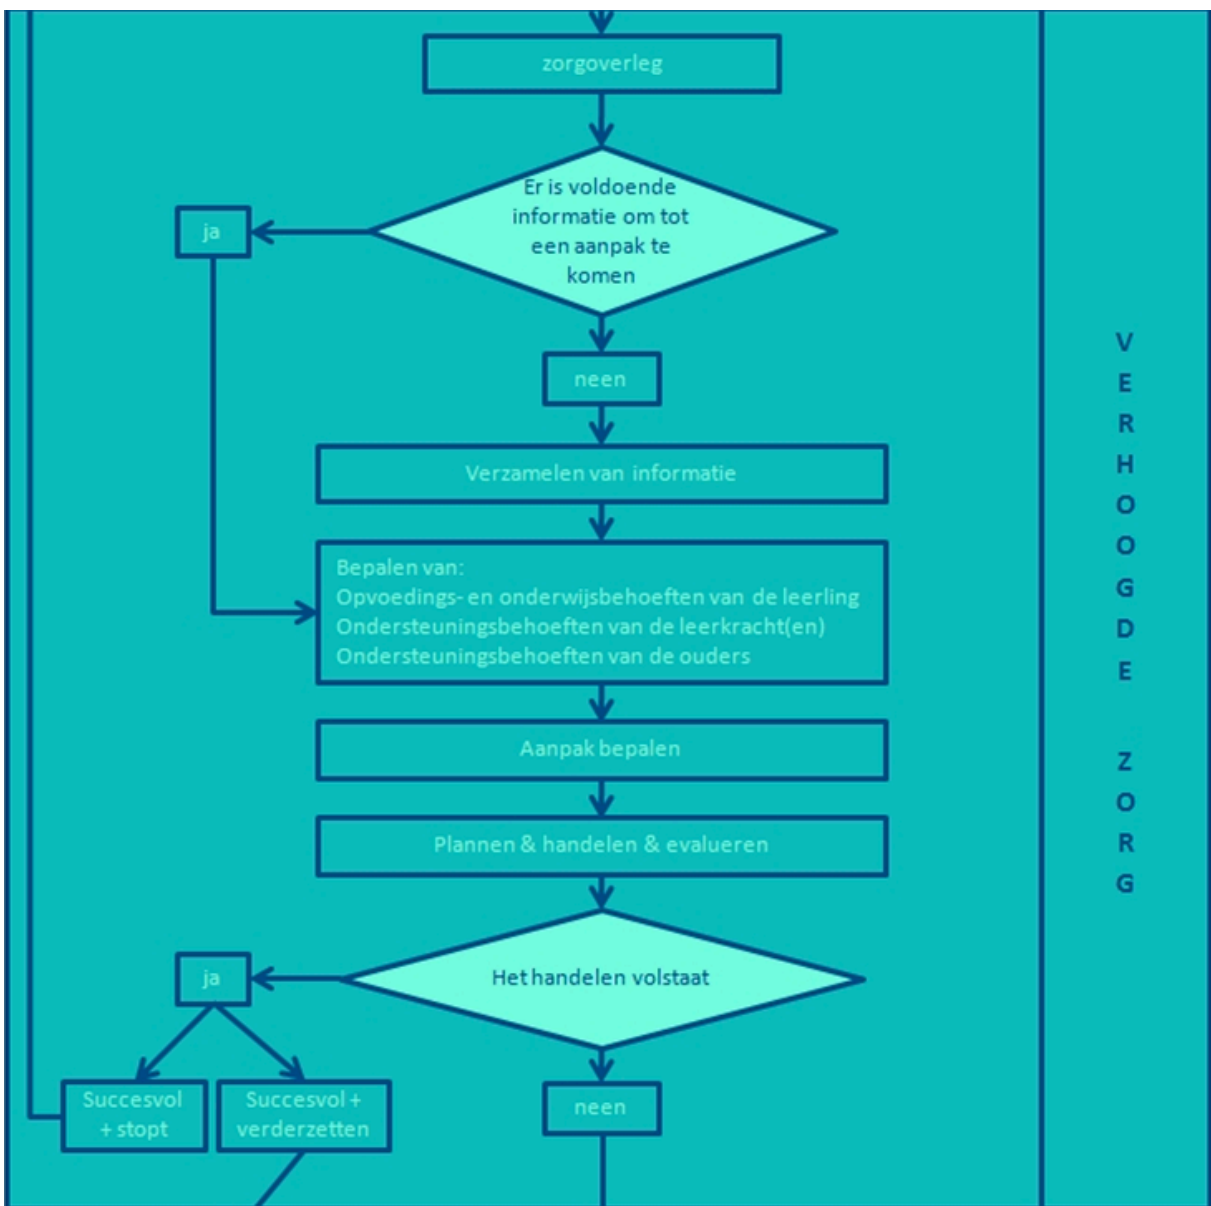 zorgoverleg
Er is voldoende
informatie om tot
een aanpak te
komen
ja
neen
Verzamelen van informatie
Bepalen van:
Opvoedings- en onderwijsbehoeften van de leerling
Ondersteuningsbehoeften van de leerkracht(en)
Ondersteuningsbehoeften van de ouders
Aanpak bepalen
Plannen & handelen & evalueren
Het handelen volstaat
ja
Succesvol
+ stopt
Succesvol +
verderzetten
neen
V
E
R
H
O
O
G
D
E
Z
O
R
G